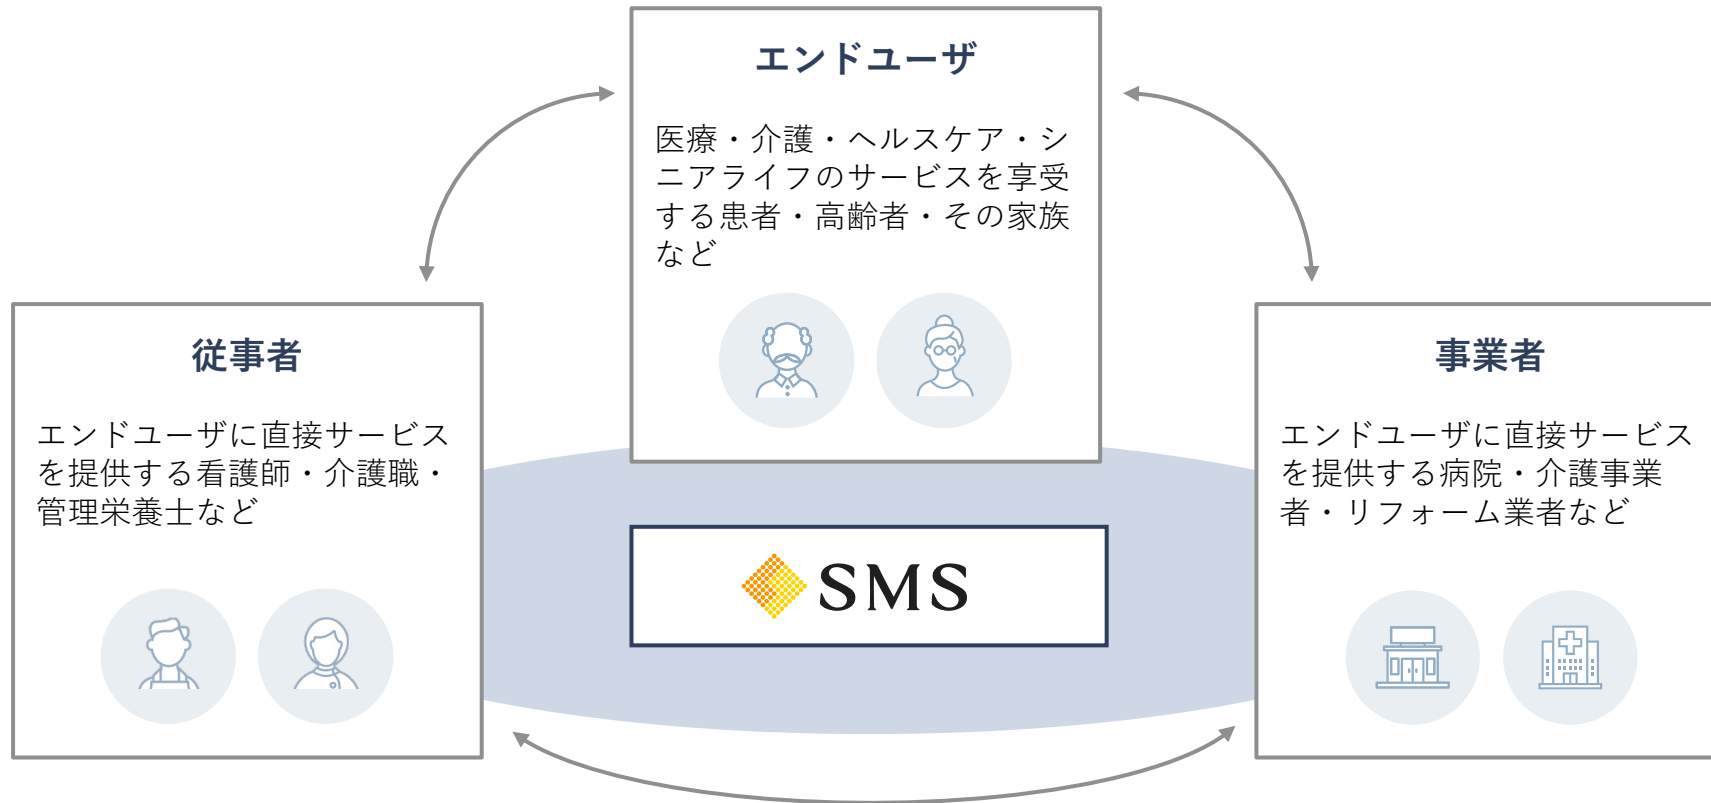 エンドユーザ
医療・介護・ヘルスケア・シ
ニアライフのサービスを享受
する患者・高齢者・その家族
など
従事者
エンドユーザに直接サービス
を提供する看護師・介護職・
管理栄養士など
事業者
エンドユーザに直接サービス
を提供する病院・介護事業
者・リフォーム業者など
SMS